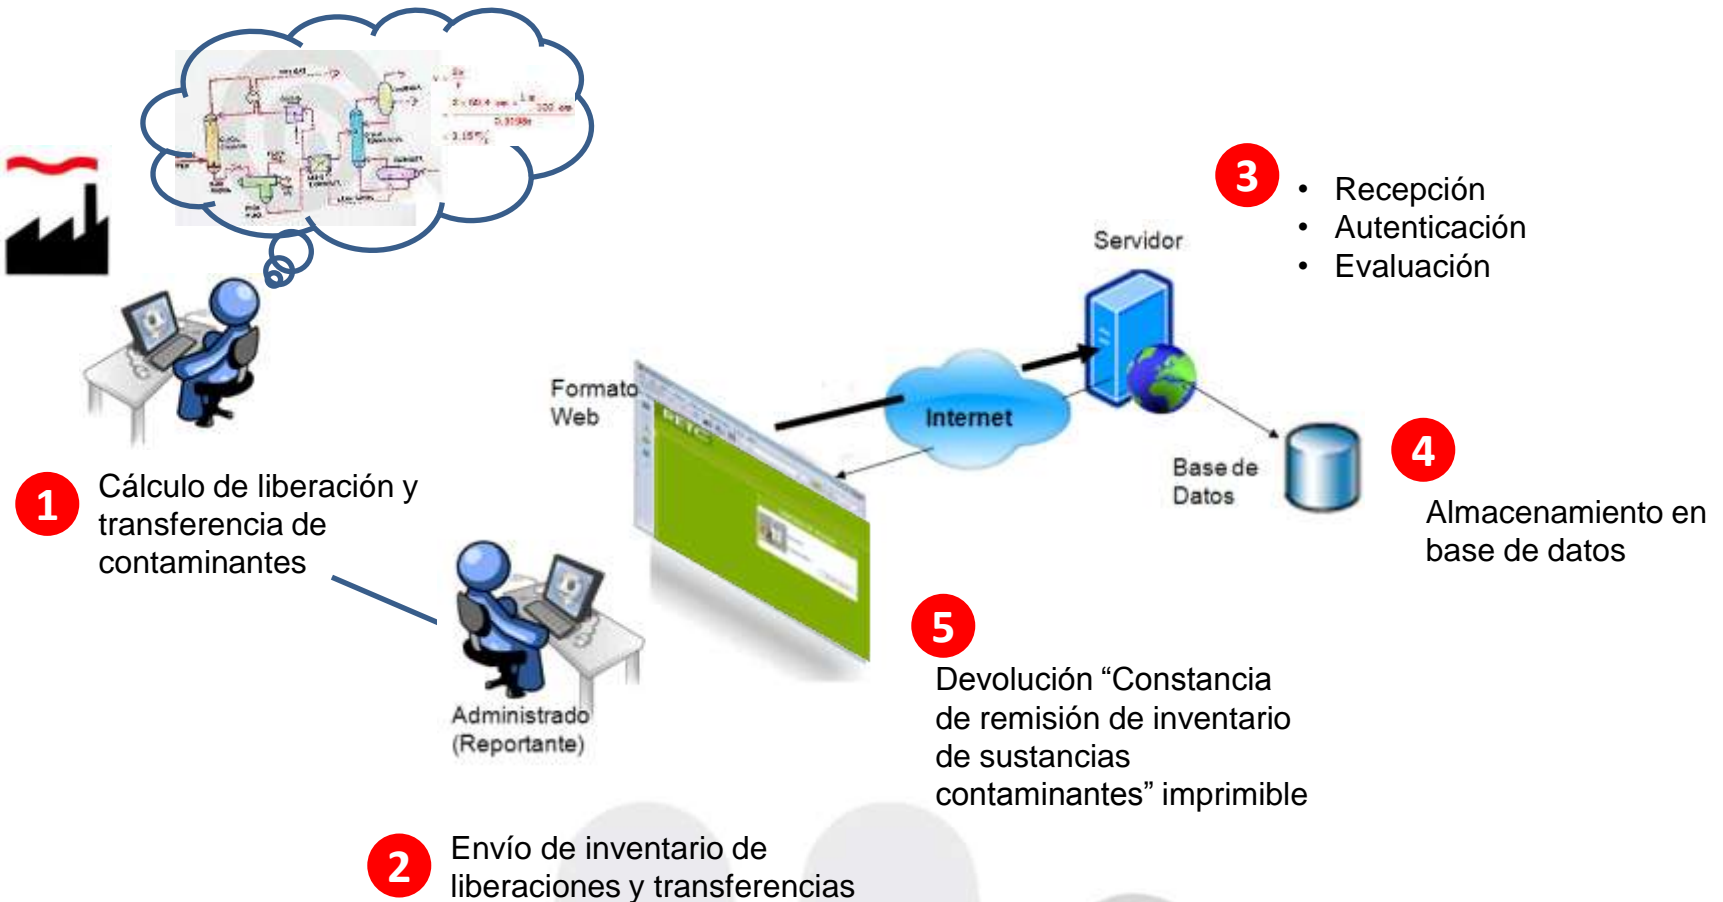 1
Cálculo de liberación y
transferencia de
contaminantes
Administrado
(Reportante)
2
Envío de inventario de
liberaciones y transferencias
Formato
Web
RETC
Internet
Servidor
3
• Recepción
• Autenticación
• Evaluación
Base de
Datos
4
Almacenamiento en
base de datos
5
Devolución “Constancia
de remisión de inventario
de sustancias
contaminantes” imprimible